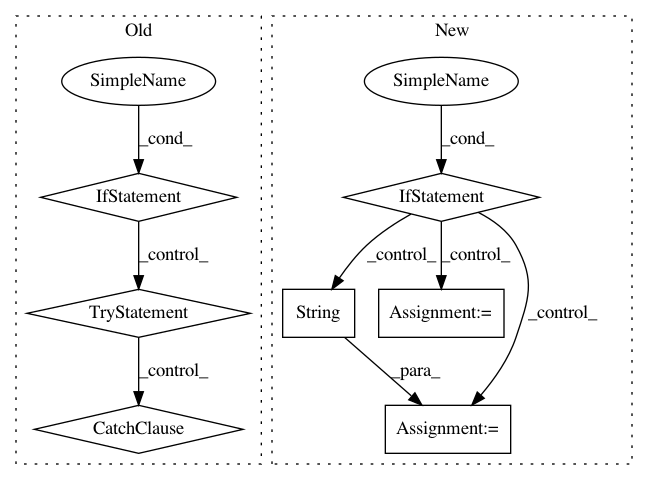 Old
SimpleName
_cond_
IfStatement
_control_
TryStatement
_control_
CatchClause
New
SimpleName
_cond_
IfStatement
_control_
_control_
_control_
String
Assignment:=
_para_
Assignment:=